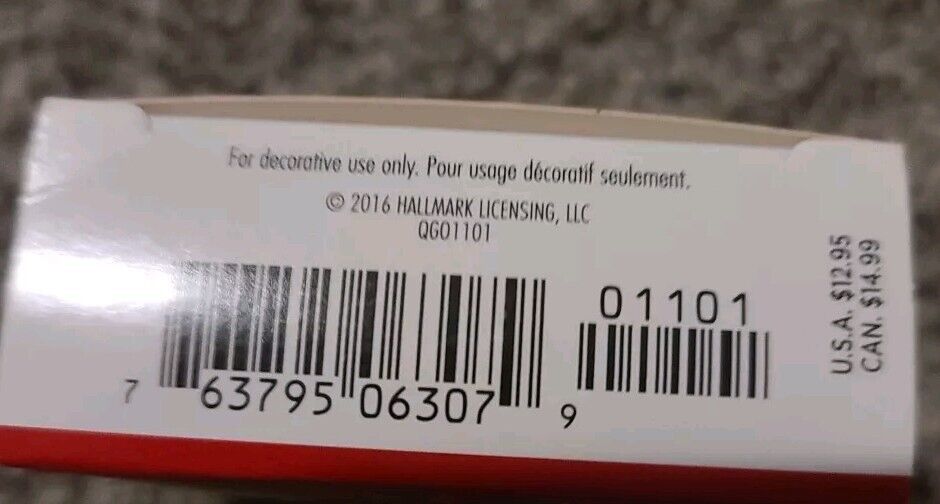 For decorative use only. Pour usage décoratif seulement.
© 2016 HALLMARK LICENSING, LLC
QGO1101
01101
7 63795 06307 9
U.S.A. $12.95
CAN. $14.99